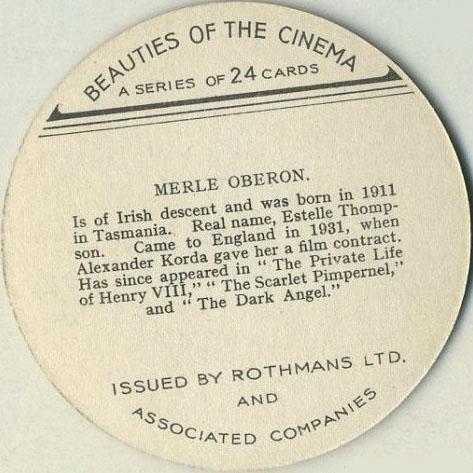 BEAUTIES OF THE CINEMA
A SERIES OF 24 CARDS
MERLE OBERON.
Is of Irish descent and was born in 1911
in Tasmania. Real name, Estelle Thomp-
son. Came to England in 1931, when
Alexander Korda gave her a film contract.
Has since appeared in “ The Private Life
of Henry VIII,” “ The Scarlet Pimpernel,”
and “ The Dark Angel.”
ISSUED BY ROTHMANS LTD.
AND
ASSOCIATED COMPANIES